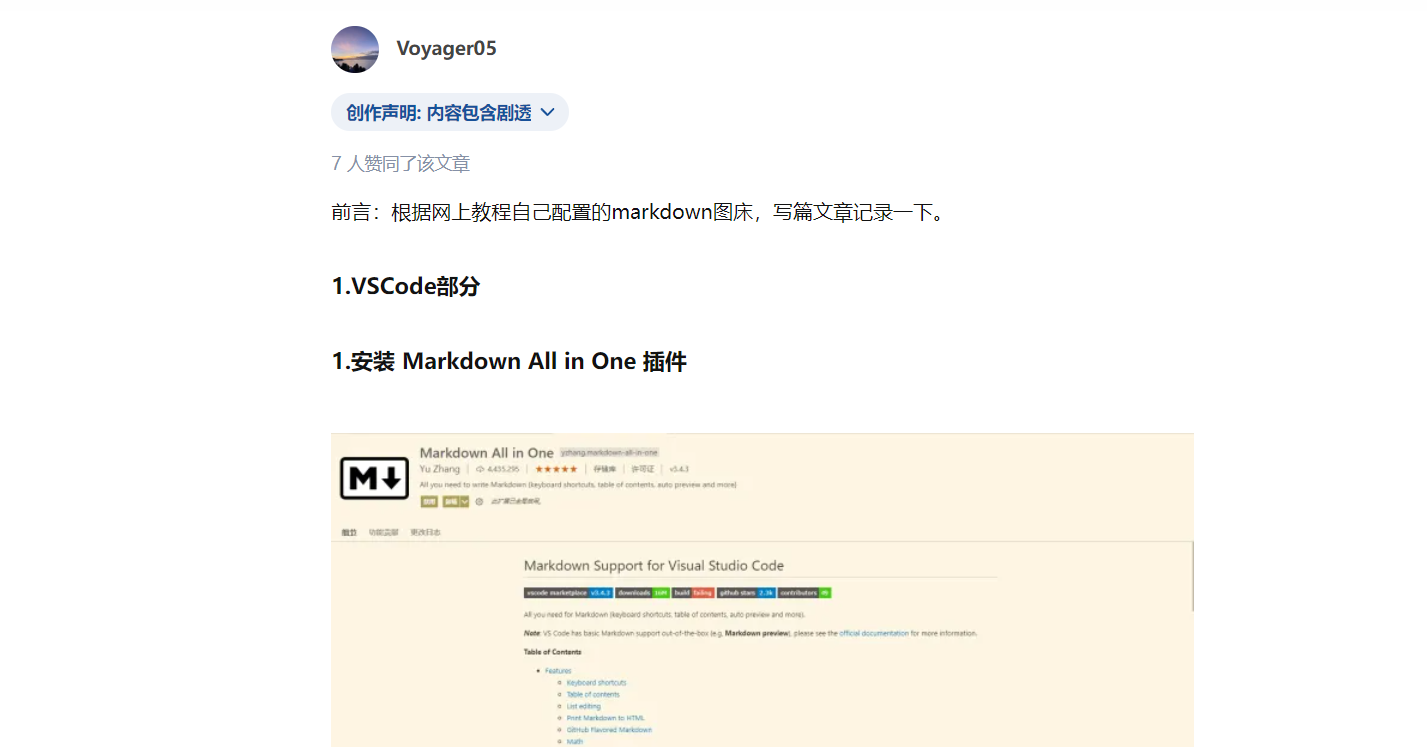 Voyager05
创作声明: 内容包含剧透
7 人赞同了该文章
前言：根据网上教程自己配置的markdown图床，写篇文章记录一下。
1.VSCode部分
1.安装 Markdown All in One 插件
Markdown All in One yzhang.markdown-all-in-one
Yu Zhang 4,435,295 存储库 许可证 v3.4.3
All you need to write Markdown (keyboard shortcuts, table of contents, auto preview and more)
细节 功能贡献 更改日志
Markdown Support for Visual Studio Code
vscode marketplace v3.4.3 downloads 16M build failing github stars 2.3k contributors
All you need for Markdown (keyboard shortcuts, table of contents, auto preview and more).
Note: VS Code has basic Markdown support out-of-the-box (e.g, Markdown preview), please see the official documentation for more information.
Table of Contents
Features
Keyboard shortcuts
Table of contents
List editing
Print Markdown to HTML
GitHub Flavored Markdown
Math